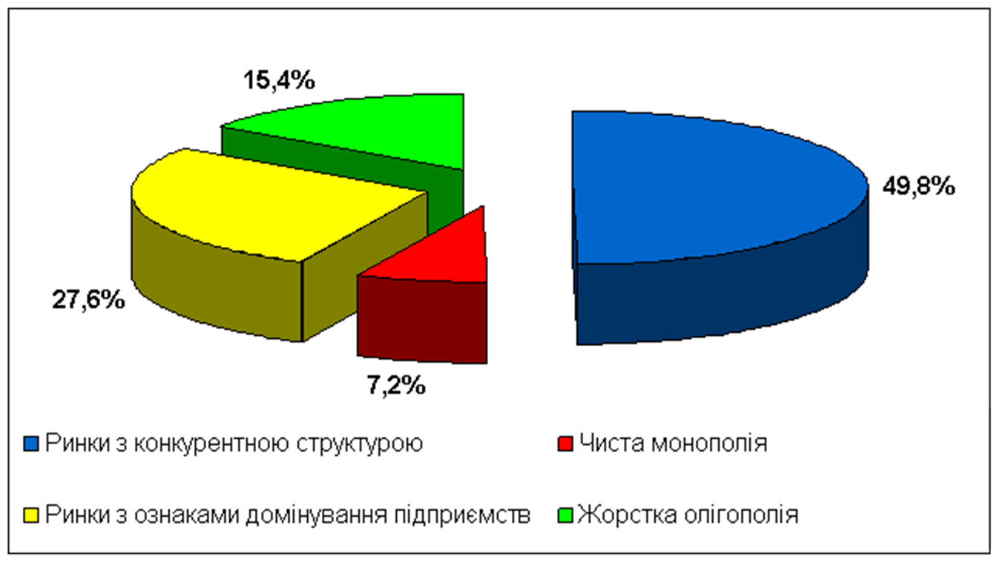 15,4%
49,8%
27,6%
7,2%
Ринки з конкурентною структурою
Чиста монополія
Ринки з ознаками домінування підприємств
Жорстка олігополія